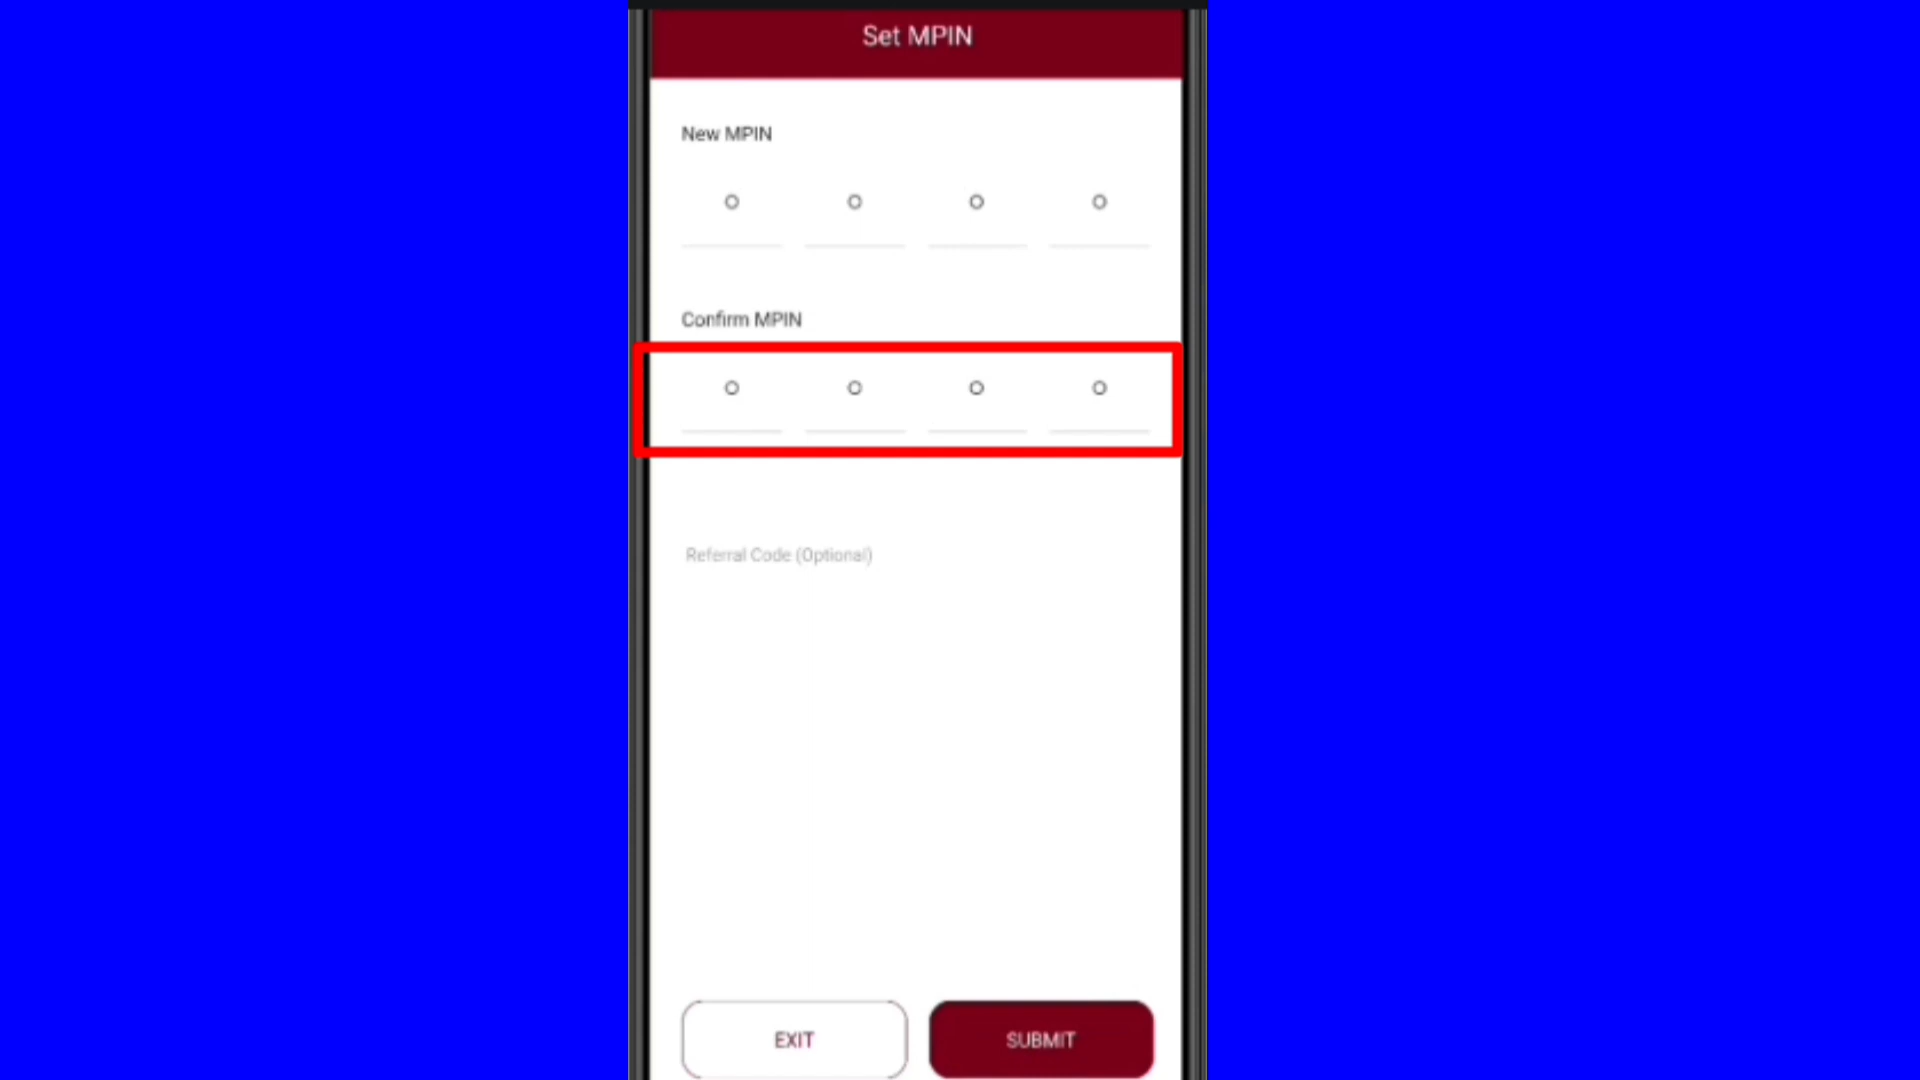 Set MPIN
New MPIN
Confirm MPIN
Referral Code (Optional)
EXIT
SUBMIT